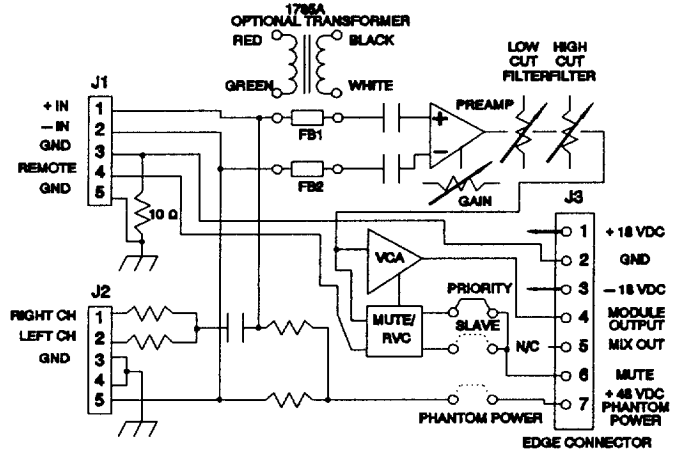 1785A
OPTIONAL TRANSFORMER
RED
BLACK
GREEN
WHITE
LOW
CUT
FILTER
HIGH
CUT
FILTER
J1
+ IN
1
– IN
2
GND
3
REMOTE
4
GND
5
10 Ω
FB1
FB2
PREAMP
+
–
GAIN
VCA
MUTE/
RVC
PRIORITY
SLAVE
N/C
J3
1
+ 18 VDC
2
GND
3
– 18 VDC
4
MODULE
OUTPUT
5
MIX OUT
6
MUTE
7
+ 48 VDC
PHANTOM
POWER
EDGE CONNECTOR
J2
RIGHT CH
1
LEFT CH
2
GND
3
4
5
PHANTOM POWER